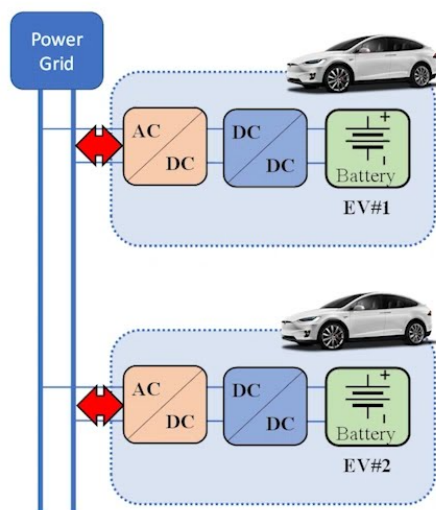 Power
Grid
AC
DC
DC
DC
+
-
Battery
EV#1
AC
DC
DC
DC
+
-
Battery
EV#2